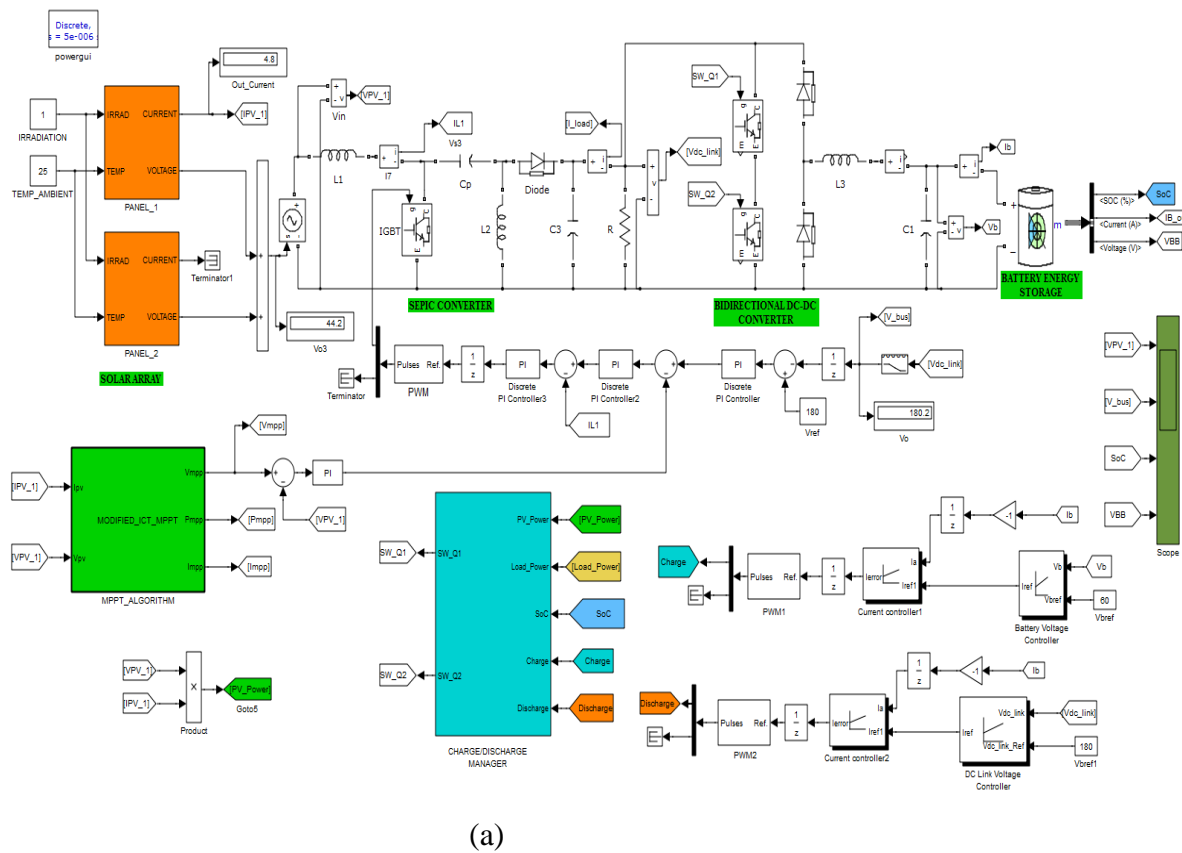 Discrete,
s = 5e-006
powergui
4.8
Out_Current
[IPV_1]
1
IRRADIATION
25
TEMP_AMBIENT
IRRAD
CURRENT
TEMP
VOLTAGE
PANEL_1
IRRAD
CURRENT
TEMP
VOLTAGE
PANEL_2
Terminator1
SOLAR ARRAY
44.2
Vo3
Vin
[VPV_1]
L1
I7
IL1
Vs3
IGBT
Cp
L2
Diode
C3
[I_load]
R
[Vdc_link]
SW_Q1
SW_Q2
L3
C1
Ib
Vb
m
<SOC (%)>
<Current (A)>
<Voltage (V)>
SoC
IB_o
VBB
SEPIC CONVERTER
BIDIRECTIONAL DC-DC
CONVERTER
BATTERY ENERGY
STORAGE
Terminator
Pulses
Ref.
PWM
1
z
PI
Discrete
PI Controller3
IL1
PI
Discrete
PI Controller2
PI
Discrete
PI Controller
180
Vref
1
z
[V_bus]
[Vdc_link]
180.2
Vo
[VPV_1]
[V_bus]
SoC
VBB
Scope
[IPV_1]
[VPV_1]
Ipv
Vpv
MODIFIED_ICT_MPPT
Vmpp
Pmpp
Impp
MPPT_ALGORITHM
[Vmpp]
[Pmpp]
[Impp]
[VPV_1]
PI
[VPV_1]
[IPV_1]
X
Product
[PV_Power]
Goto5
SW_Q1
SW_Q2
SW_Q1
SW_Q2
PV_Power
Load_Power
SoC
Charge
Discharge
CHARGE/DISCHARGE
MANAGER
[PV_Power]
[Load_Power]
SoC
Charge
Discharge
Charge
Pulses
Ref.
PWM1
1
z
Ierror
Ia
Iref1
Current controller1
1
z
-1
Ib
Iref
Vb
Vbref
Battery Voltage
Controller
Vb
60
Vbref
Discharge
Pulses
Ref.
PWM2
1
z
Ierror
Ia
Iref1
Current controller2
1
z
-1
Ib
Iref
Vdc_link
Vdc_link_Ref
DC Link Voltage
Controller
[Vdc_link]
180
Vbref1
(a)